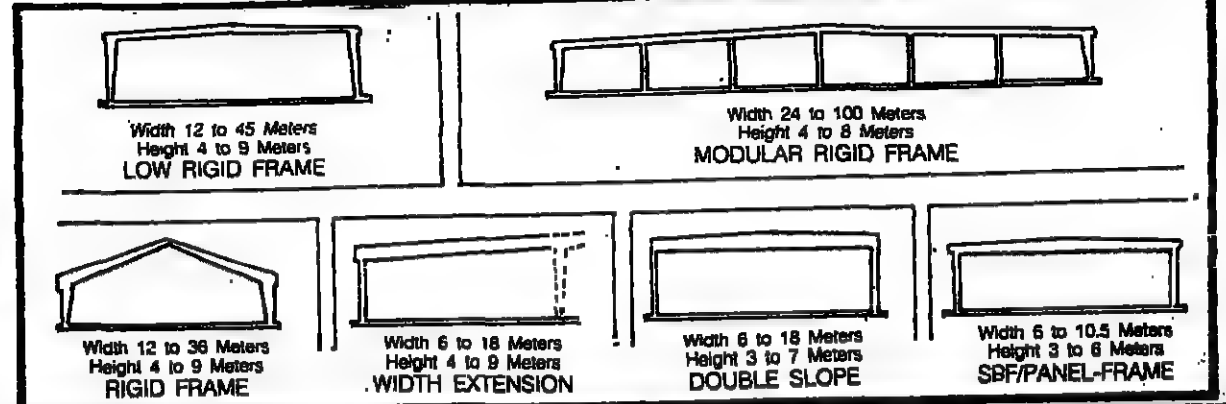 Width 12 to 45 Meters
Height 4 to 9 Meters
LOW RIGID FRAME
Width 24 to 100 Meters
Height 4 to 8 Meters
MODULAR RIGID FRAME
Width 12 to 36 Meters
Height 4 to 9 Meters
RIGID FRAME
Width 6 to 18 Meters
Height 4 to 9 Meters
WIDTH EXTENSION
Width 6 to 18 Meters
Height 3 to 7 Meters
DOUBLE SLOPE
Width 6 to 10.5 Meters
Height 3 to 6 Meters
SBF/PANEL-FRAME